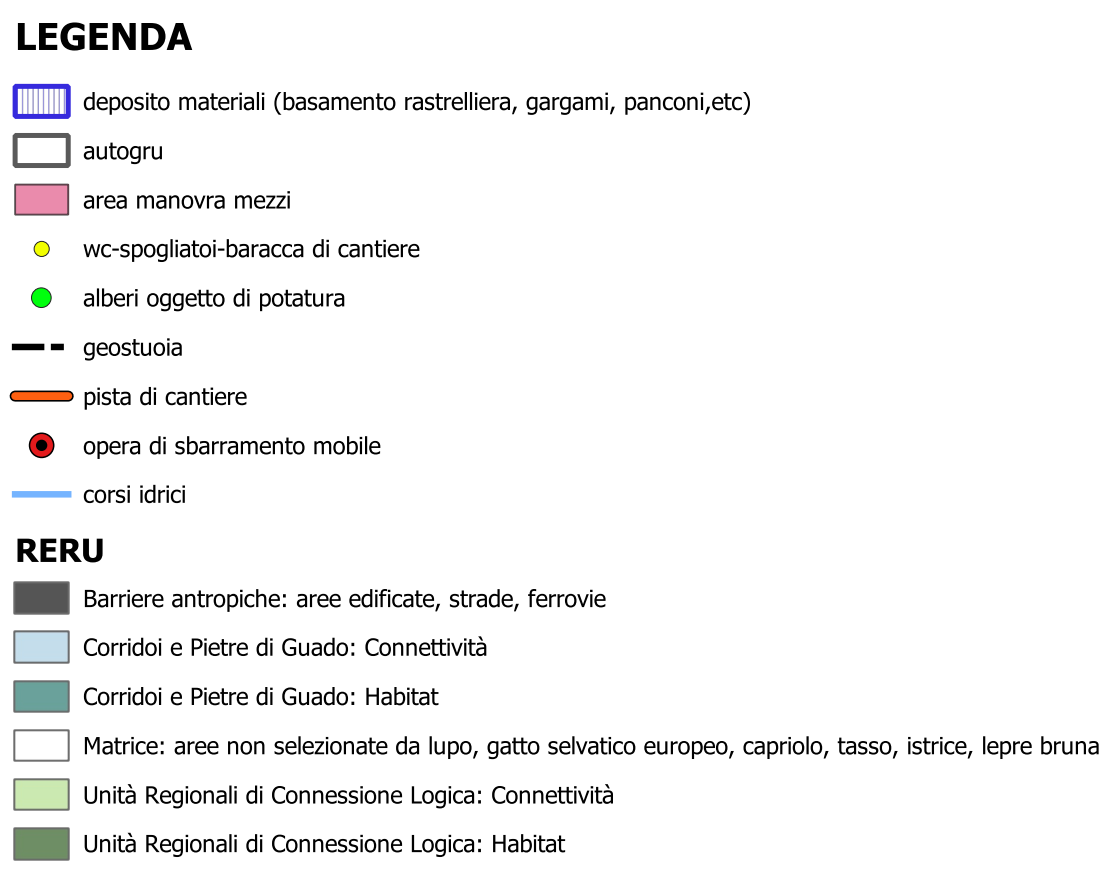 LEGENDA
deposito materiali (basamento rastrelliera, gargami, panconi,etc)
autogru
area manovra mezzi
wc-spogliatoi-baracca di cantiere
alberi oggetto di potatura
geostuoia
pista di cantiere
opera di sbarramento mobile
corsi idrici
RERU
Barriere antropiche: aree edificate, strade, ferrovie
Corridoi e Pietre di Guado: Connettività
Corridoi e Pietre di Guado: Habitat
Matrice: aree non selezionate da lupo, gatto selvatico europeo, capriolo, tasso, istrice, lepre bruna
Unità Regionali di Connessione Logica: Connettività
Unità Regionali di Connessione Logica: Habitat